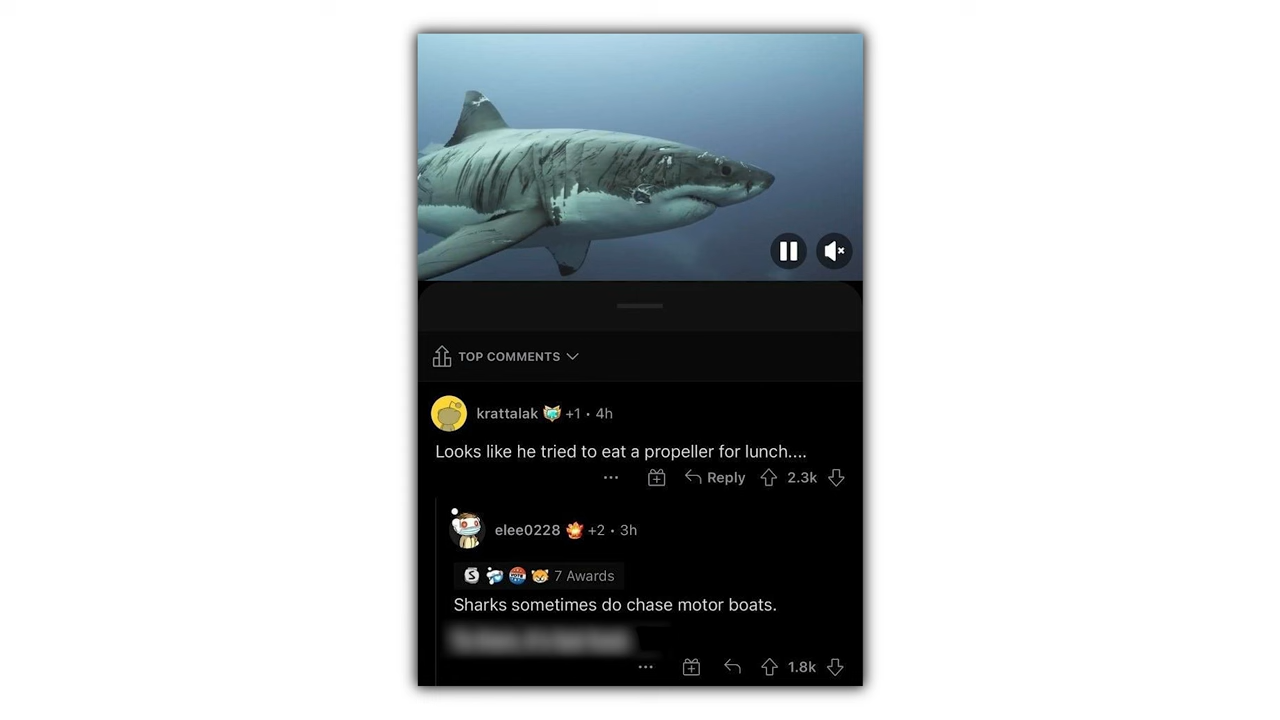 TOP COMMENTS
krattalak +1 • 4h
Looks like he tried to eat a propeller for lunch....
Reply 2.3k
elee0228 +2 • 3h
S VOTE 7 Awards
Sharks sometimes do chase motor boats.
1.8k